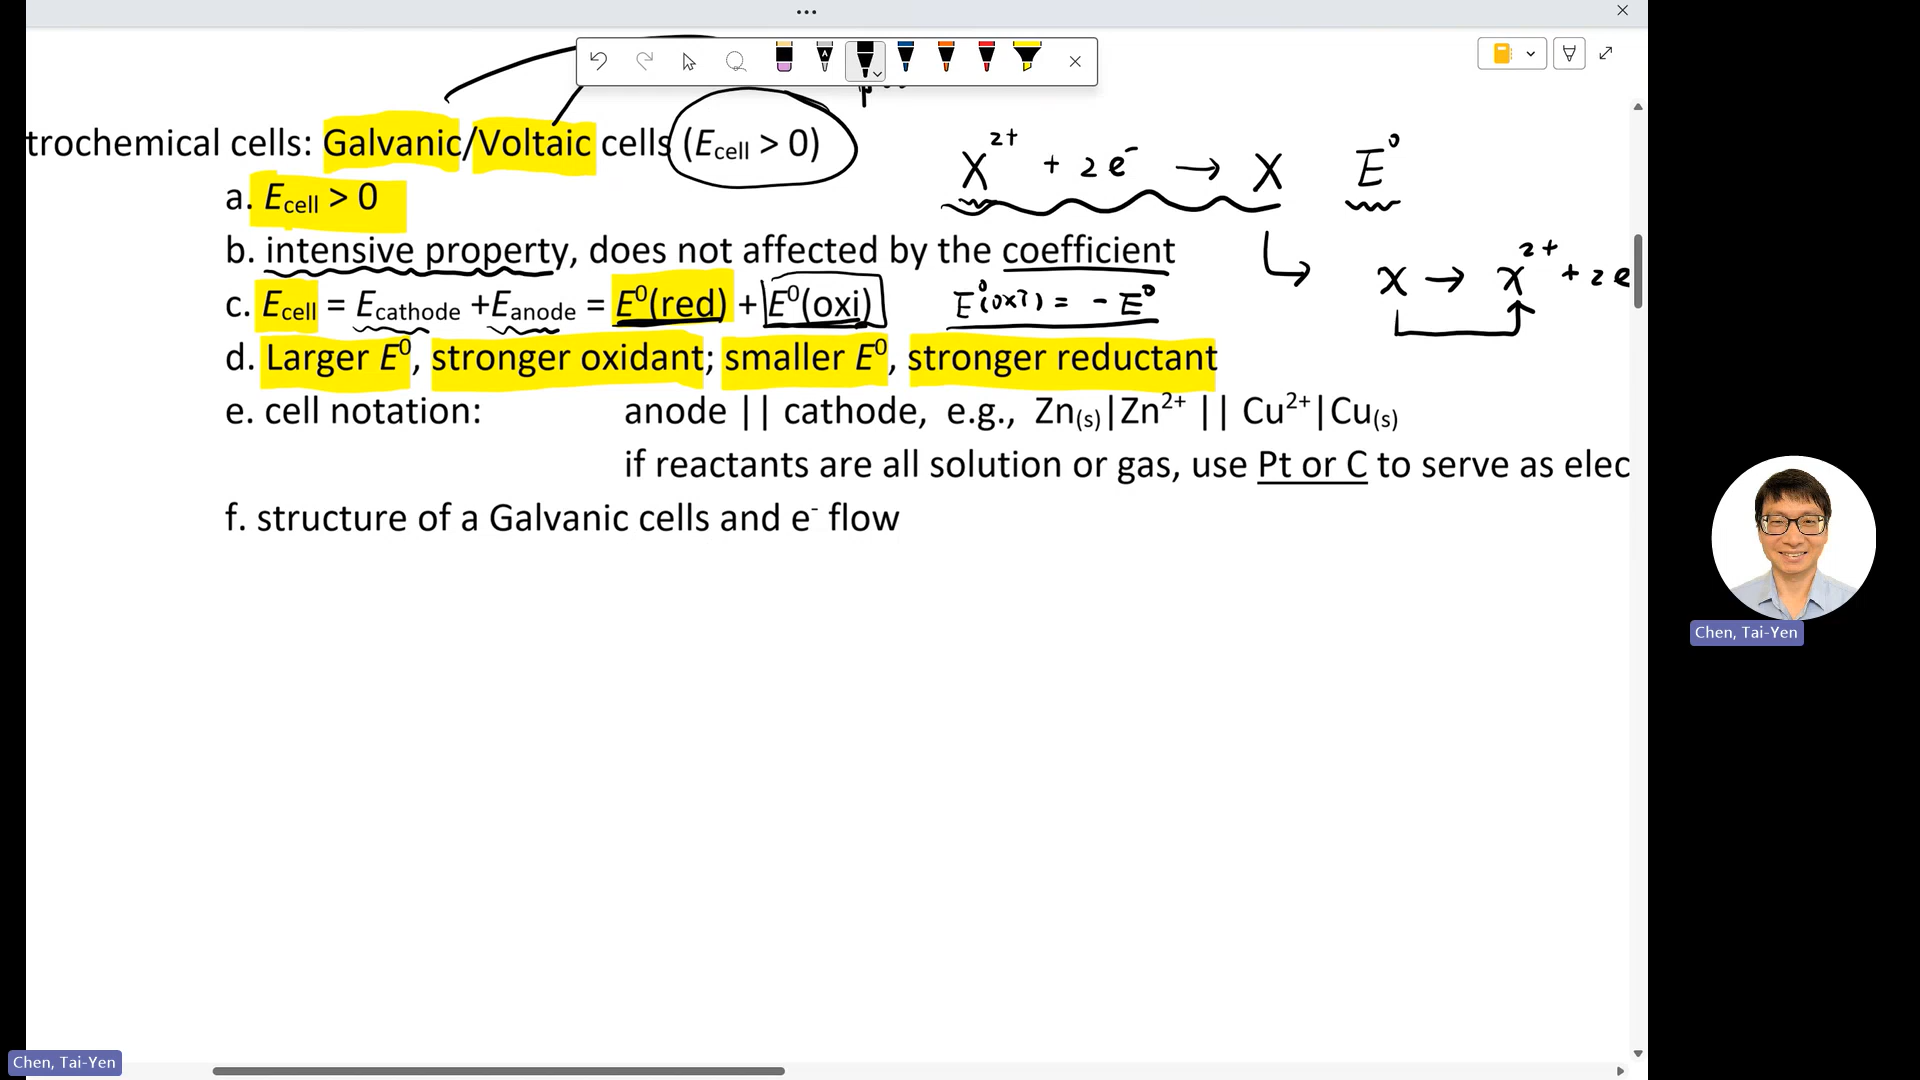 trochemical cells: Galvanic/Voltaic cells (Ecell > 0)
X²⁺ + 2e⁻ → X E⁰
a. Ecell > 0
b. intensive property, does not affected by the coefficient
x → x²⁺ + 2e
c. Ecell = Ecathode +Eanode = E⁰(red) + E⁰(oxi) E⁰(oxi) = - E⁰
d. Larger E⁰, stronger oxidant; smaller E⁰, stronger reductant
e. cell notation: anode || cathode, e.g., Zn(s)|Zn²⁺ || Cu²⁺|Cu(s)
if reactants are all solution or gas, use Pt or C to serve as elec
f. structure of a Galvanic cells and e⁻ flow
Chen, Tai-Yen
Chen, Tai-Yen